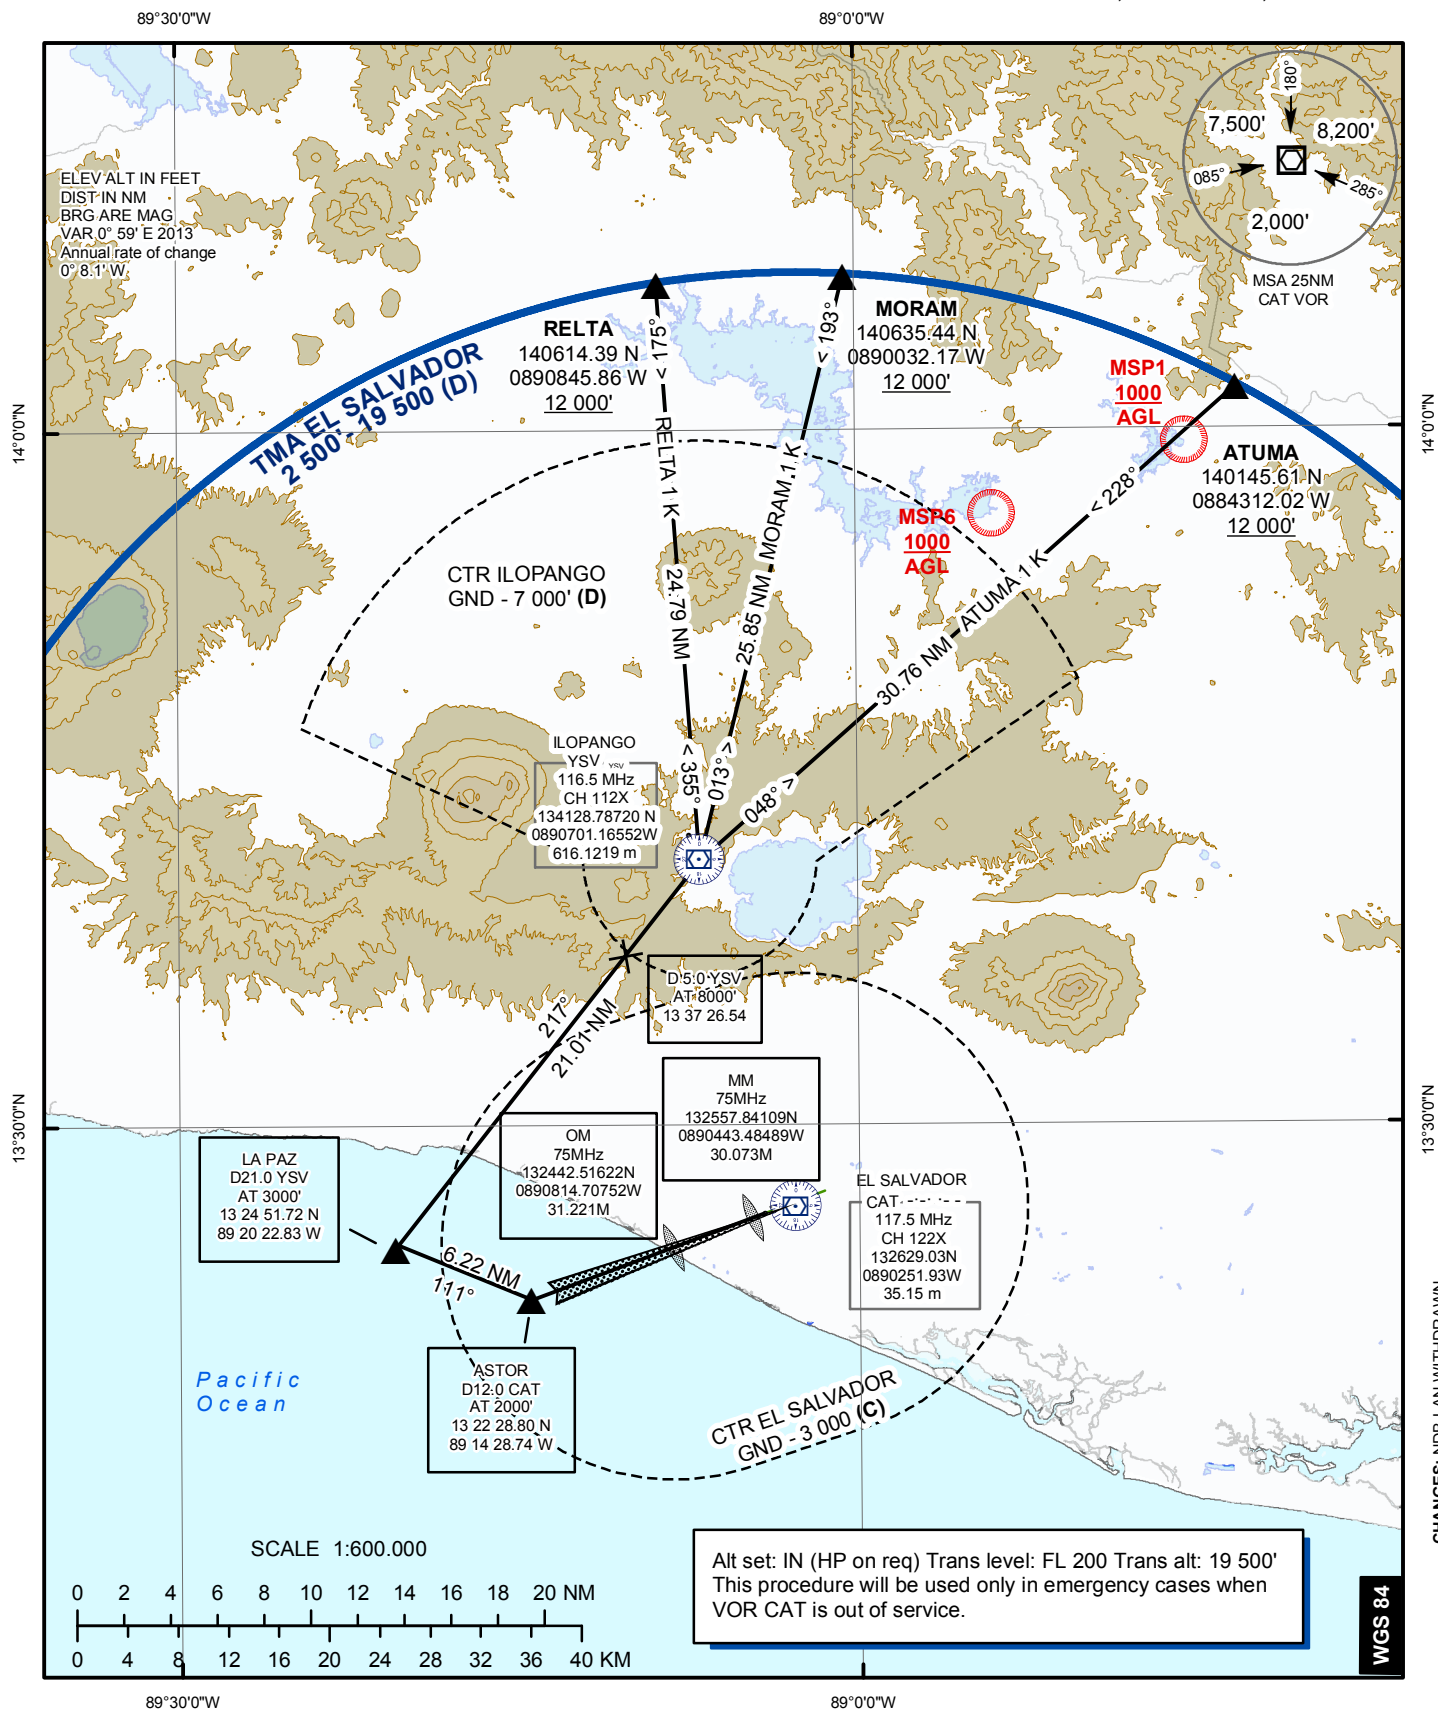 89°30'0"W
89°0'0"W
180°
7,500'
8,200'
085°
285°
2,000'
MSA 25NM
CAT VOR
ELEV ALT IN FEET
DIST IN NM
BRG ARE MAG
VAR 0° 59' E 2013
Annual rate of change
0° 8.1' W
RELTA
140614.39 N
0890845.86 W
12 000'
MORAM
140635.44 N
0890032.17 W
12 000'
MSP1
1000
AGL
ATUMA
140145.61 N
0884312.02 W
12 000'
TMA EL SALVADOR
2 500' - 19 500 (D)
14°0'0"N
14°0'0"N
< 175°
RELTA 1 K >
24.79 NM
< 355°
< 193°
MORAM 1 K
25.85 NM
013° >
< 228°
ATUMA 1 K
30.76 NM
048° >
MSP6
1000
AGL
CTR ILOPANGO
GND - 7 000' (D)
ILOPANGO
YSV YSV
116.5 MHz
CH 112X
134128.78720 N
0890701.16552W
616.1219 m
D 5.0 YSV
AT 8000'
13 37 26.54
217°
21.01 NM
MM
75MHz
132557.84109N
0890443.48489W
30.073M
OM
75MHz
132442.51622N
0890814.70752W
31.221M
13°30'0"N
13°30'0"N
LA PAZ
D21.0 YSV
AT 3000'
13 24 51.72 N
89 20 22.83 W
EL SALVADOR
CAT
117.5 MHz
CH 122X
132629.03N
0890251.93W
35.15 m
6.22 NM
111°
ASTOR
D12.0 CAT
AT 2000'
13 22 28.80 N
89 14 28.74 W
Pacific
Ocean
CTR EL SALVADOR
GND - 3 000 (C)
SCALE 1:600.000
0 2 4 6 8 10 12 14 16 18 20 NM
0 4 8 12 16 20 24 28 32 36 40 KM
Alt set: IN (HP on req) Trans level: FL 200 Trans alt: 19 500'
This procedure will be used only in emergency cases when
VOR CAT is out of service.
WGS 84
89°30'0"W
89°0'0"W